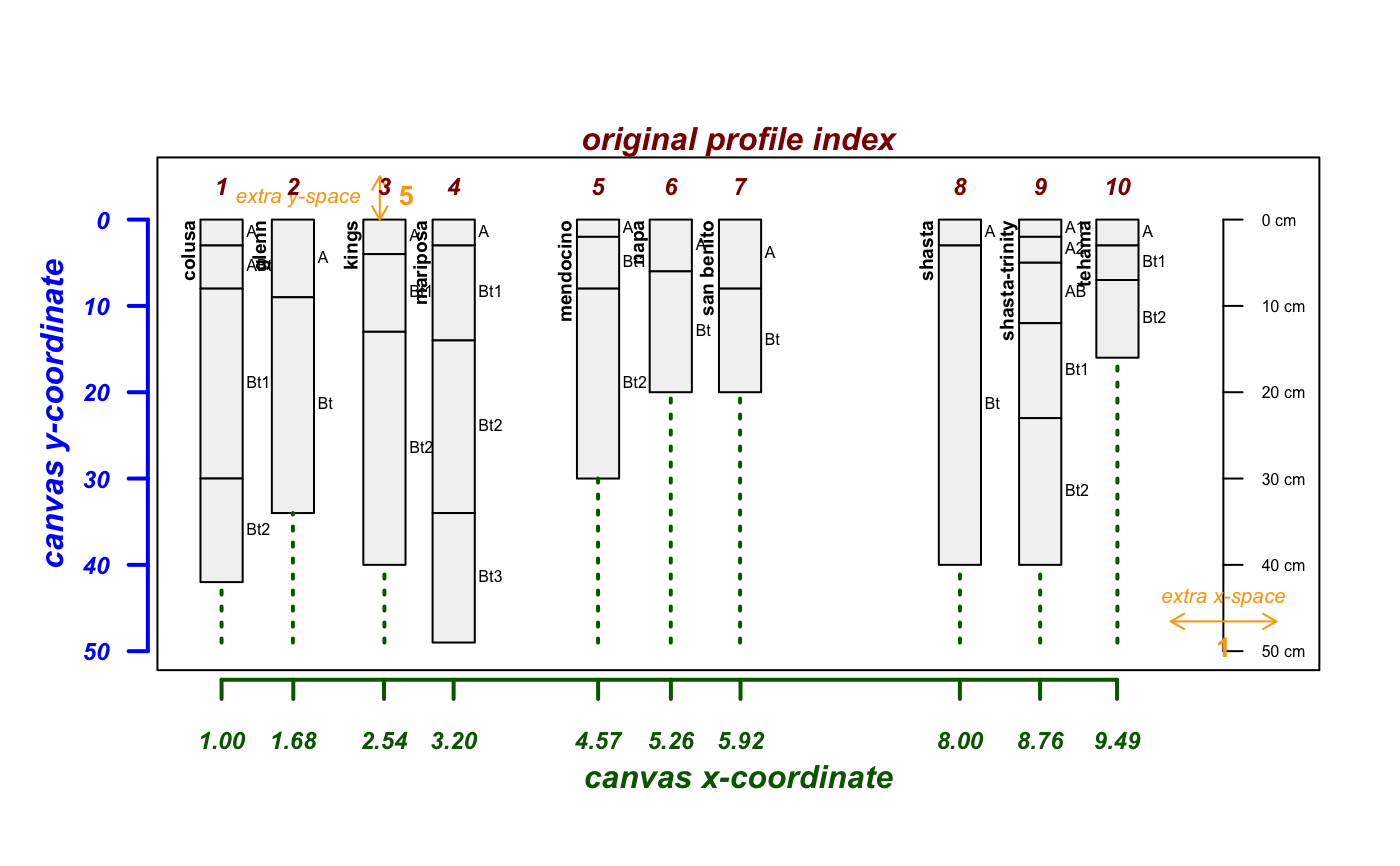 original profile index
1 2 3 4 5 6 7 8 9 10
extra y-space 5
canvas y-coordinate
0
10
20
30
40
50
colusa
A
Bt1
Bt2
glenn
A
Bt
kings
A
Bt1
Bt2
mariposa
A
Bt1
Bt2
Bt3
mendocino
A
Bt1
Bt2
napa
A
Bt
san benito
A
Bt
shasta
A
Bt
shasta-trinity
A1
A2
AB
Bt1
Bt2
tehama
A
Bt1
Bt2
0 cm
10 cm
20 cm
30 cm
40 cm
50 cm
extra x-space
1
1.00 1.68 2.54 3.20 4.57 5.26 5.92 8.00 8.76 9.49
canvas x-coordinate